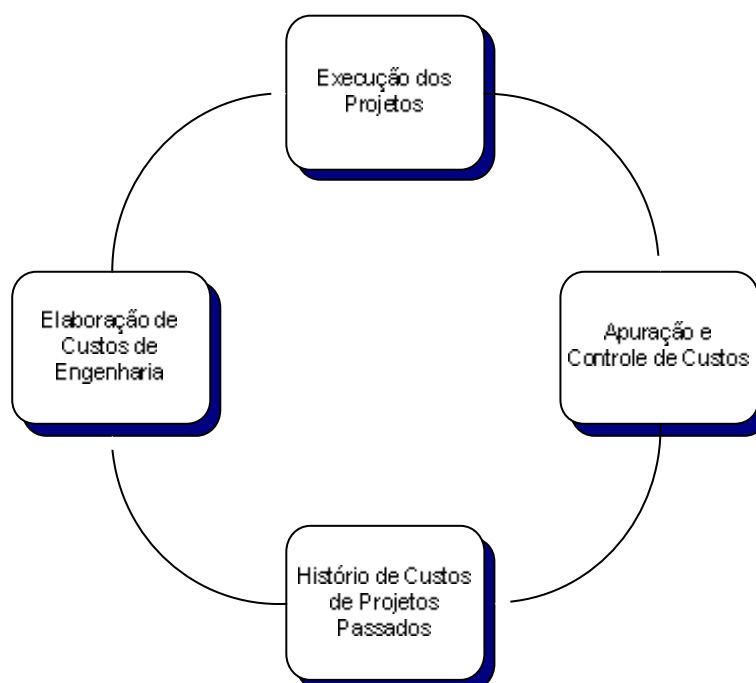 Execução dos
Projetos
Elaboração de
Custos de
Engenharia
Apuração e
Controle de Custos
Histório de Custos
de Projetos
Passados